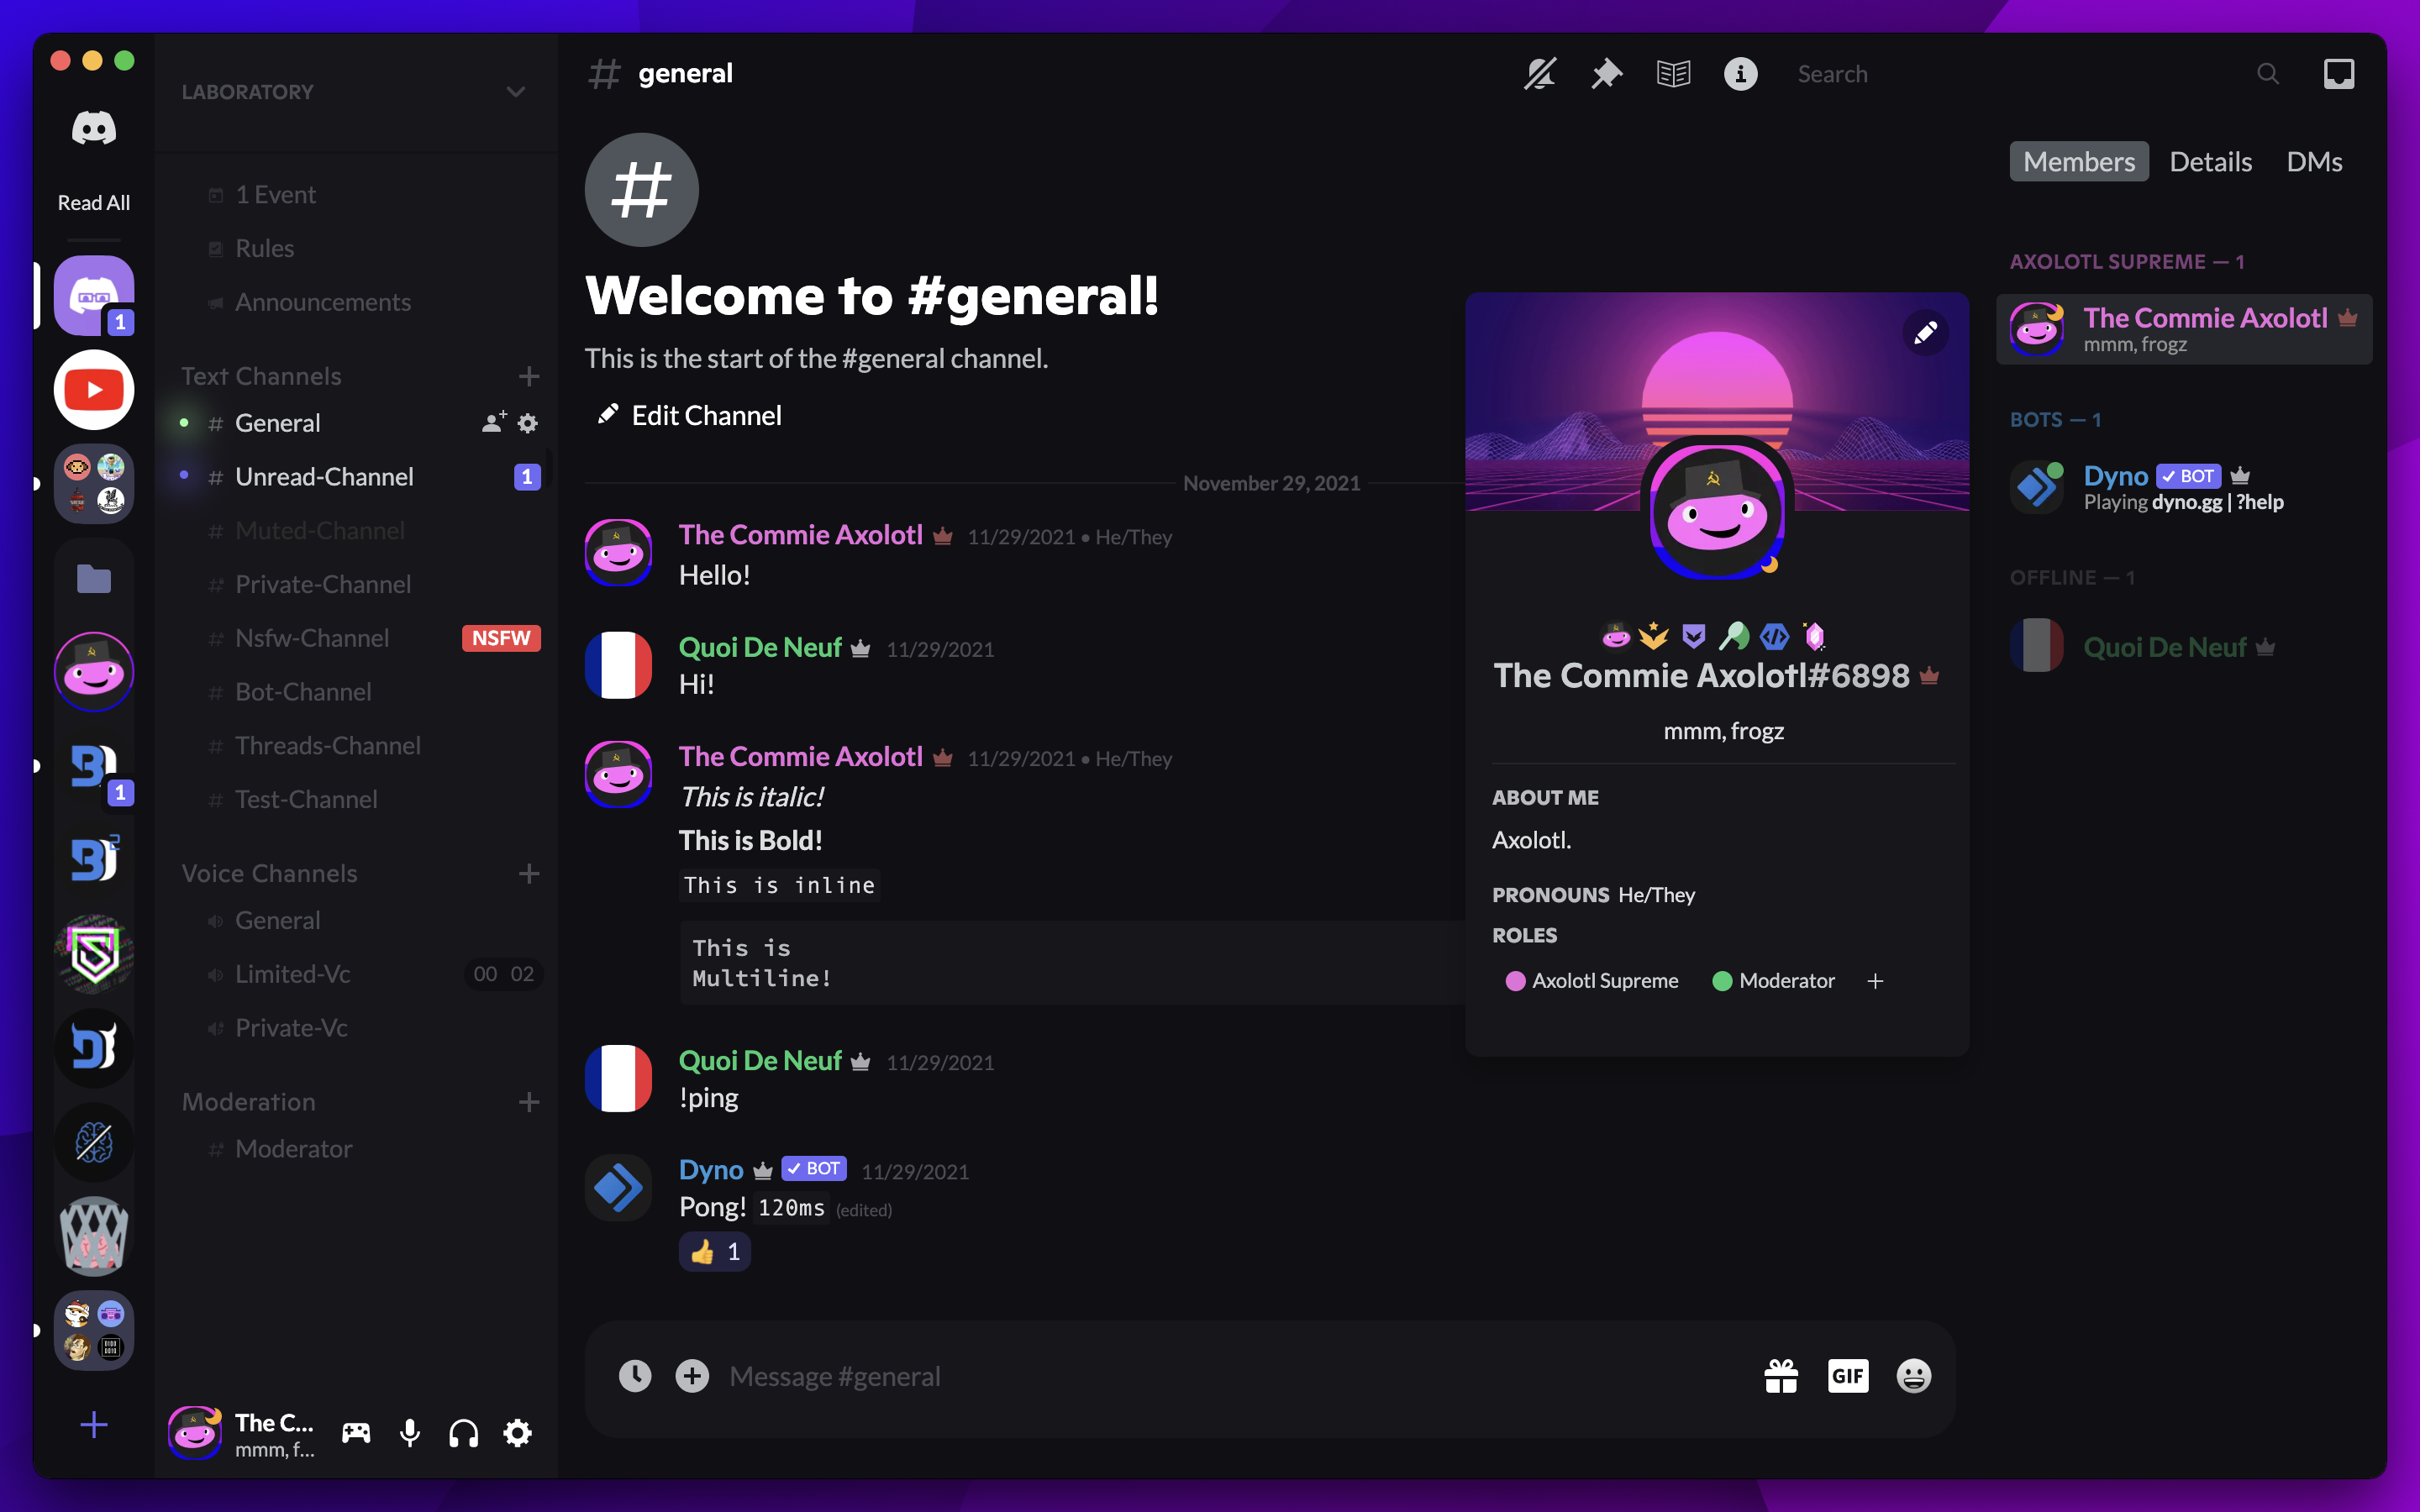 LABORATORY
Read All
1 Event
Rules
Announcements
1
Text Channels
General
Unread-Channel 1
Muted-Channel
Private-Channel
Nsfw-Channel NSFW
Bot-Channel
Threads-Channel
Test-Channel
1
2
Voice Channels
General
Limited-Vc 00 02
Private-Vc
Moderation
Moderator
The C...
mmm, f...
# general
Search
#
Welcome to #general!
This is the start of the #general channel.
Edit Channel
November 29, 2021
The Commie Axolotl 11/29/2021 • He/They
Hello!
Quoi De Neuf 11/29/2021
Hi!
The Commie Axolotl 11/29/2021 • He/They
This is italic!
This is Bold!
This is inline
This is
Multiline!
Quoi De Neuf 11/29/2021
!ping
Dyno ✓ BOT 11/29/2021
Pong! 120ms (edited)
👍 1
Message #general
GIF
The Commie Axolotl#6898
mmm, frogz
ABOUT ME
Axolotl.
PRONOUNS He/They
ROLES
Axolotl Supreme Moderator +
Members Details DMs
AXOLOTL SUPREME — 1
The Commie Axolotl
mmm, frogz
BOTS — 1
Dyno ✓ BOT
Playing dyno.gg | ?help
OFFLINE — 1
Quoi De Neuf